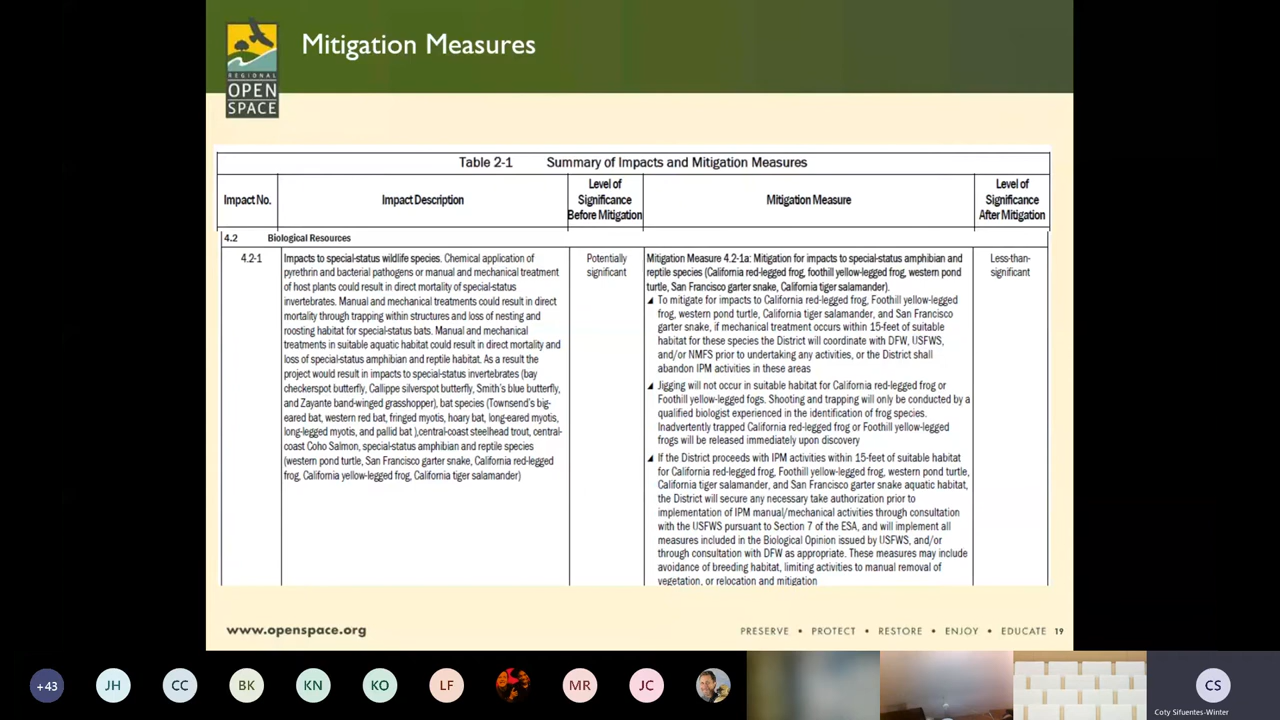 Mitigation Measures
REGIONAL
OPEN
SPACE
Table 2-1 Summary of Impacts and Mitigation Measures
Impact No.
Impact Description
Level of
Significance
Before Mitigation
Mitigation Measure
Level of
Significance
After Mitigation
4.2 Biological Resources
4.2-1
Impacts to special-status wildlife species. Chemical application of
pyrethrin and bacterial pathogens or manual and mechanical treatment
of host plants could result in direct mortality of special-status
invertebrates. Manual and mechanical treatments could result in direct
mortality through trapping within structures and loss of nesting and
roosting habitat for special-status bats. Manual and mechanical
treatments in suitable aquatic habitat could result in direct mortality and
loss of special-status amphibian and reptile habitat. As a result the
project would result in impacts to special-status invertebrates (bay
checkerspot butterfly, Callippe silverspot butterfly, Smith's blue butterfly,
and Zayante band-winged grasshopper), bat species (Townsend's big-
eared bat, western red bat, fringed myotis, hoary bat, long-eared myotis,
long-legged myotis, and pallid bat ),central-coast steelhead trout, central-
coast Coho Salmon, special-status amphibian and reptile species
(western pond turtle, San Francisco garter snake, California red-legged
frog, California yellow-legged frog, California tiger salamander)
Potentially
significant
Mitigation Measure 4.2-1a: Mitigation for impacts to special-status amphibian and
reptile species (California red-legged frog, foothill yellow-legged frog, western pond
turtle, San Francisco garter snake, California tiger salamander).
To mitigate for impacts to California red-legged frog, Foothill yellow-legged
frog, western pond turtle, California tiger salamander, and San Francisco
garter snake, if mechanical treatment occurs within 15-feet of suitable
habitat for these species the District will coordinate with DFW, USFWS,
and/or NMFS prior to undertaking any activities, or the District shall
abandon IPM activities in these areas
Jigging will not occur in suitable habitat for California red-legged frog or
Foothill yellow-legged fogs. Shooting and trapping will only be conducted by a
qualified biologist experienced in the identification of frog species.
Inadvertently trapped California red-legged frog or Foothill yellow-legged
frogs will be released immediately upon discovery
If the District proceeds with IPM activities within 15-feet of suitable habitat
for California red-legged frog, Foothill yellow-legged frog, western pond turtle,
California tiger salamander, and San Francisco garter snake aquatic habitat,
the District will secure any necessary take authorization prior to
implementation of IPM manual/mechanical activities through consultation
with the USFWS pursuant to Section 7 of the ESA, and will implement all
measures included in the Biological Opinion issued by USFWS, and/or
through consultation with DFW as appropriate. These measures may include
avoidance of breeding habitat, limiting activities to manual removal of
vegetation, or relocation and mitigation
Less-than-
significant
www.openspace.org
PRESERVE • PROTECT • RESTORE • ENJOY • EDUCATE 19
+43
JH
CC
BK
KN
KO
LF
MR
JC
CS
Coty Sifuentes-Winter